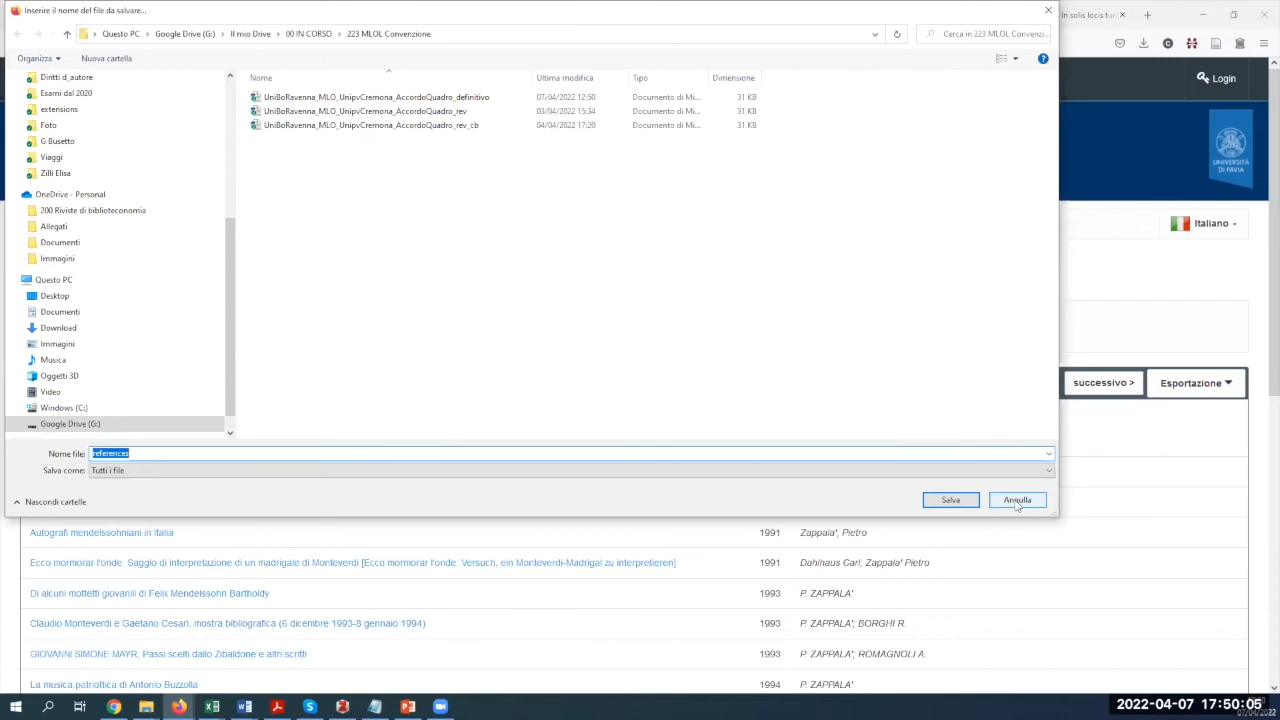 Inserire il nome del file da salvare...
In solis locis turi
Questo PC > Google Drive (G:) > Il mio Drive > 00 IN CORSO > 223 MLOL Convenzione
Cerca in 223 MLOL Convenzi...
Organizza
Nuova cartella
Login
Diritti d_autore
Esami dal 2020
extensions
Foto
G Busetto
Viaggi
Zilfi Elisa
OneDrive - Personal
200 Riviste di biblioteconomia
Allegati
Documenti
Immagini
Questo PC
Desktop
Documenti
Download
Immagini
Musica
Oggetti 3D
Video
Windows (C:)
Google Drive (G:)
Nome Ultima modifica Tipo Dimensione
UniBoRavenna_MLO_UnipvCremona_AccordoQuadro_definitivo 07/04/2022 12:50 Documento di Mi... 31 KB
UniBoRavenna_MLO_UnipvCremona_AccordoQuadro_rev 03/04/2022 15:34 Documento di Mi... 31 KB
UniBoRavenna_MLO_UnipvCremona_AccordoQuadro_rev_cb 04/04/2022 17:20 Documento di Mi... 31 KB
UNIVERSITÀ
DI PAVIA
Italiano
successivo >
Esportazione
Nome file: references
Salva come: Tutti i file
Nascondi cartelle
Salva
Annulla
Autografi mendelssohniani in Italia 1991 Zappala', Pietro
Ecco mormorar l'onde. Saggio di interpretazione di un madrigale di Monteverdi [Ecco mormorar l'onde. Versuch, ein Monteverdi-Madrigal zu interpretieren] 1991 Dahlhaus Carl, Zappala' Pietro
Di alcuni mottetti giovanili di Felix Mendelssohn Bartholdy 1993 P. ZAPPALA'
Claudio Monteverdi e Gaetano Cesari, mostra bibliografica (6 dicembre 1993-8 gennaio 1994) 1993 P. ZAPPALA'; BORGHI R.
GIOVANNI SIMONE MAYR, Passi scelti dallo Zibaldone e altri scritti 1993 P. ZAPPALA'; ROMAGNOLI A.
La musica patriottica di Antonio Buzzolla 1994 P. ZAPPALA'
2022-04-07 17:50:05